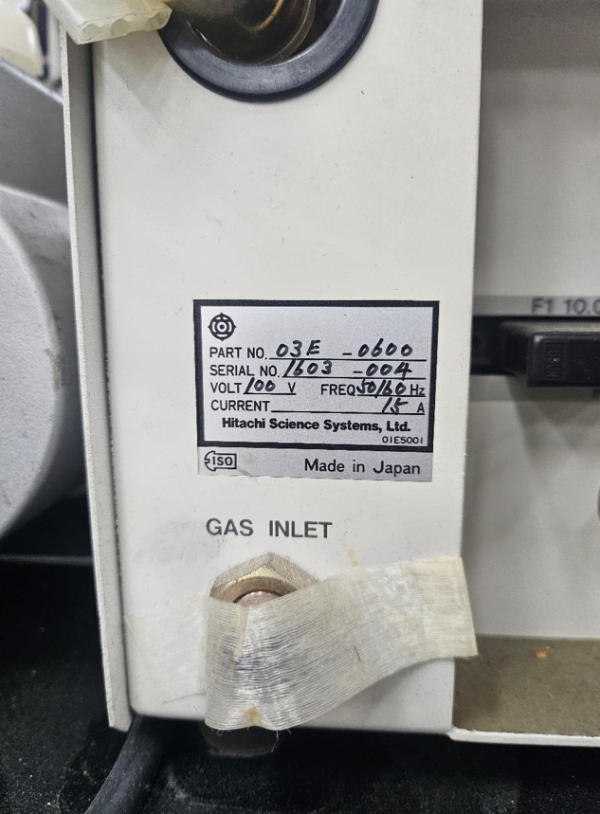 F1 10.0
PART NO. 03E -0600
SERIAL NO. 1603 -004
VOLT 100 V FREQ 50/60 Hz
CURRENT 15 A
Hitachi Science Systems, Ltd.
01E5001
ISO Made in Japan
GAS INLET